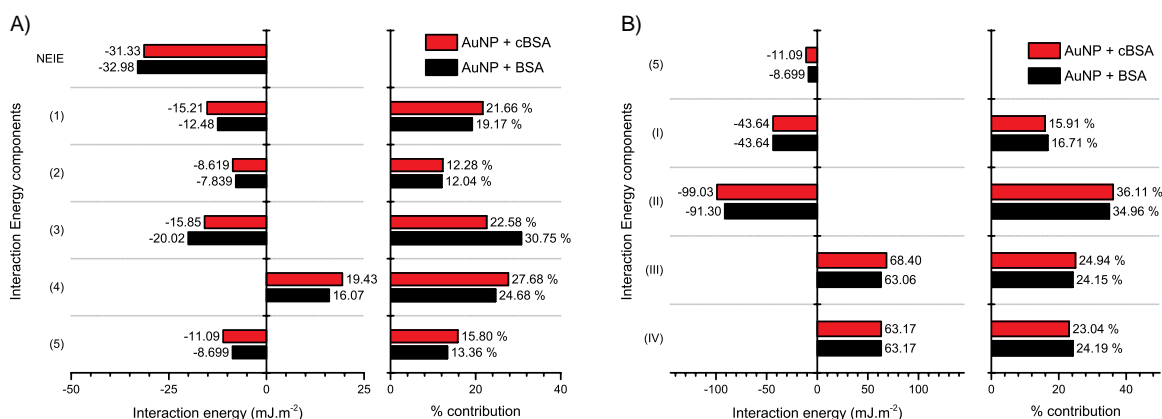 A)
AuNP + cBSA
AuNP + BSA
Interaction Energy components
NEIE
-31.33
-32.98
(1)
-15.21
-12.48
21.66 %
19.17 %
(2)
-8.619
-7.839
12.28 %
12.04 %
(3)
-15.85
-20.02
22.58 %
30.75 %
(4)
19.43
16.07
27.68 %
24.68 %
(5)
-11.09
-8.699
15.80 %
13.36 %
-50 -25 0 25 0 20 40
Interaction energy (mJ.m⁻²) % contribution
B)
AuNP + cBSA
AuNP + BSA
Interaction Energy components
(5)
-11.09
-8.699
(I)
-43.64
-43.64
15.91 %
16.71 %
(II)
-99.03
-91.30
36.11 %
34.96 %
(III)
68.40
63.06
24.94 %
24.15 %
(IV)
63.17
63.17
23.04 %
24.19 %
-100 -50 0 50 100 0 20 40
Interaction energy (mJ.m⁻²) % contribution